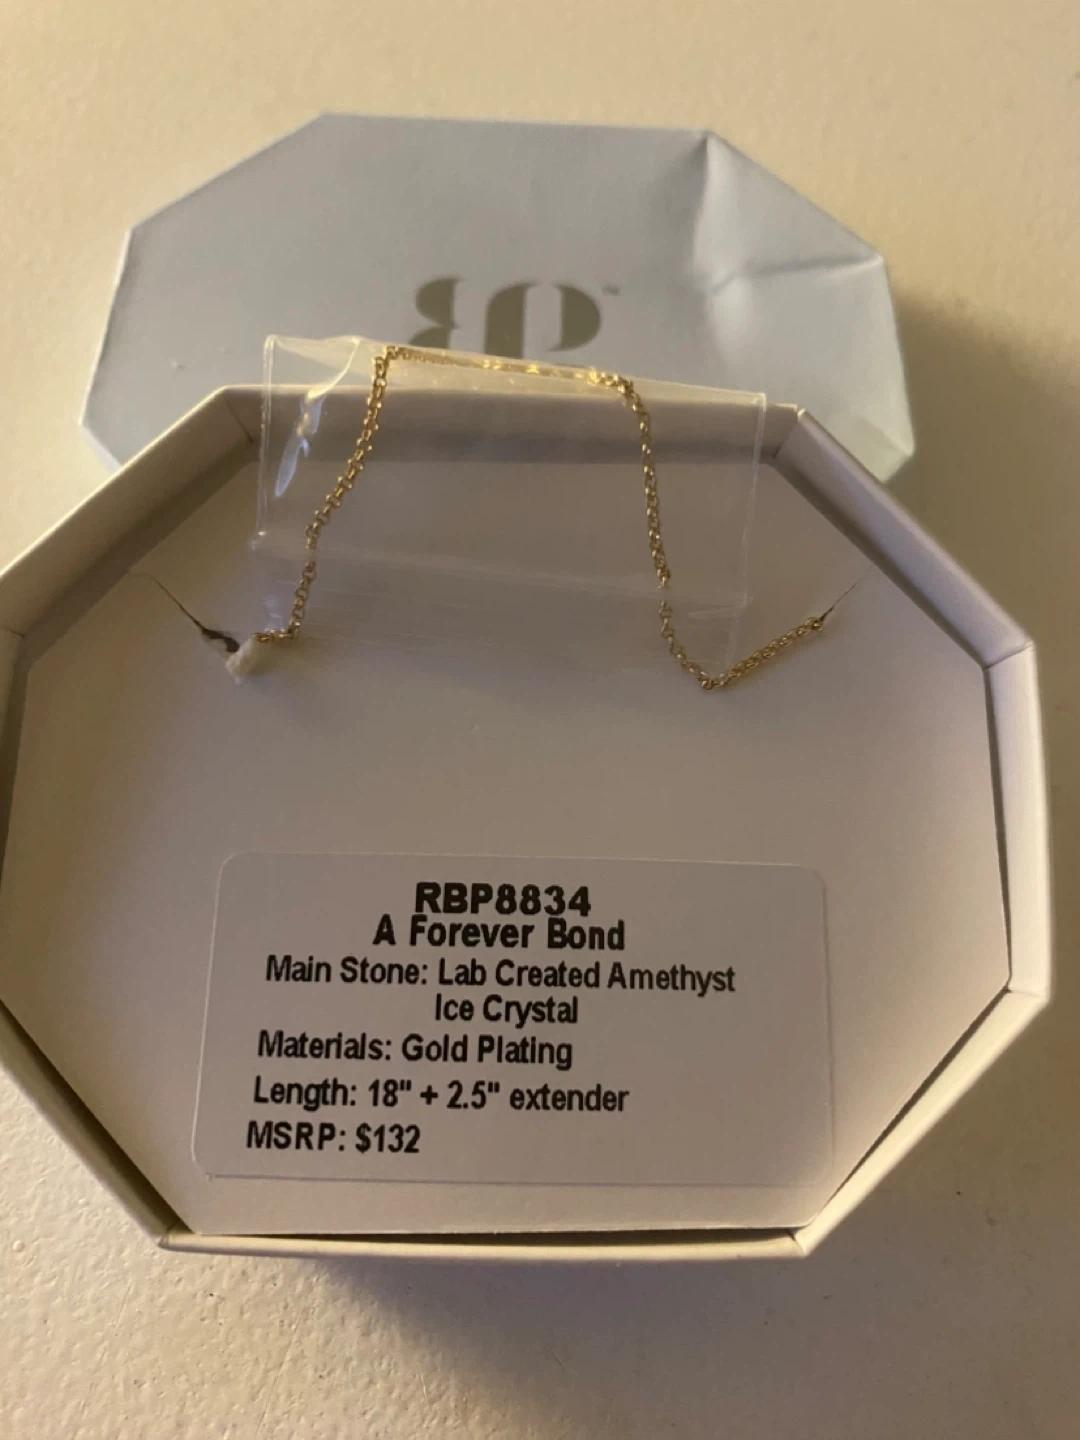 BP™
RBP8834
A Forever Bond
Main Stone: Lab Created Amethyst
Ice Crystal
Materials: Gold Plating
Length: 18" + 2.5" extender
MSRP: $132